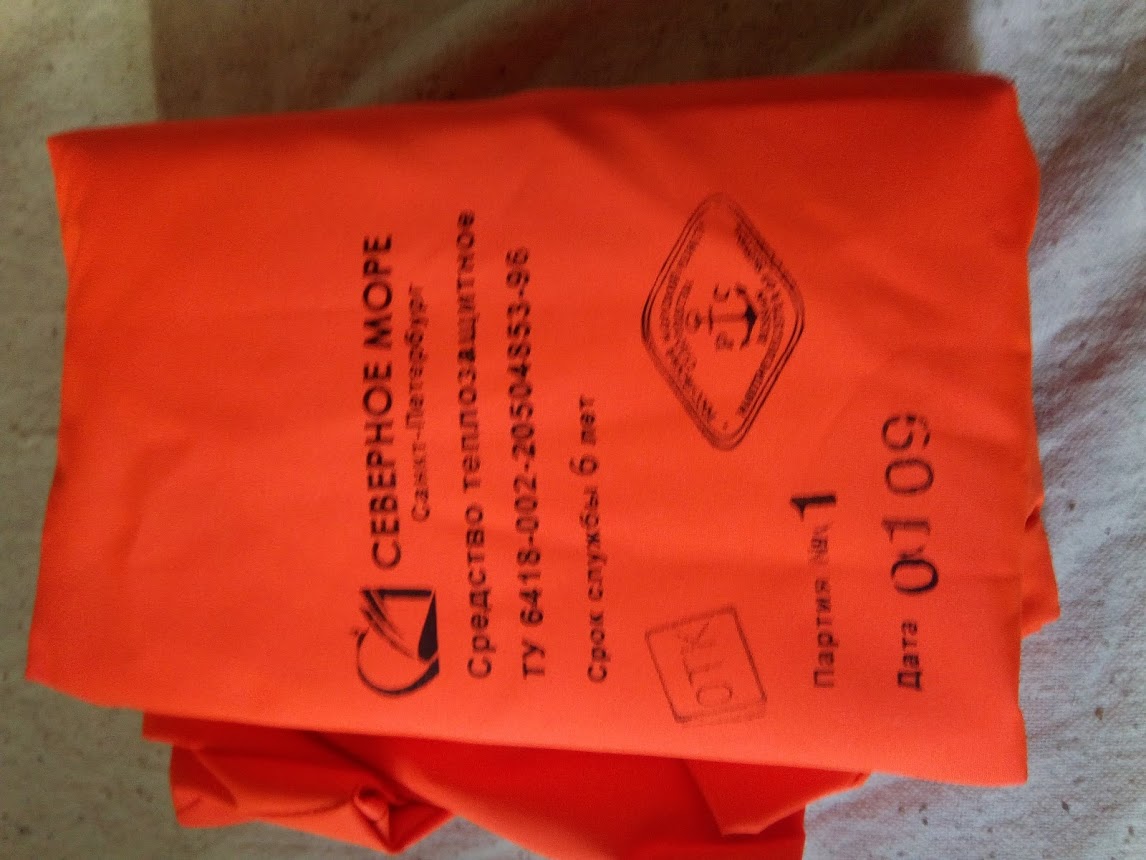 СЕВЕРНОЕ МОРЕ
Санкт-Петербург
Средство теплозащитное
ТУ 6418-002-20504853-96
Срок службы 6 лет
ОТК
Р С
Партия № 1
Дата 0109